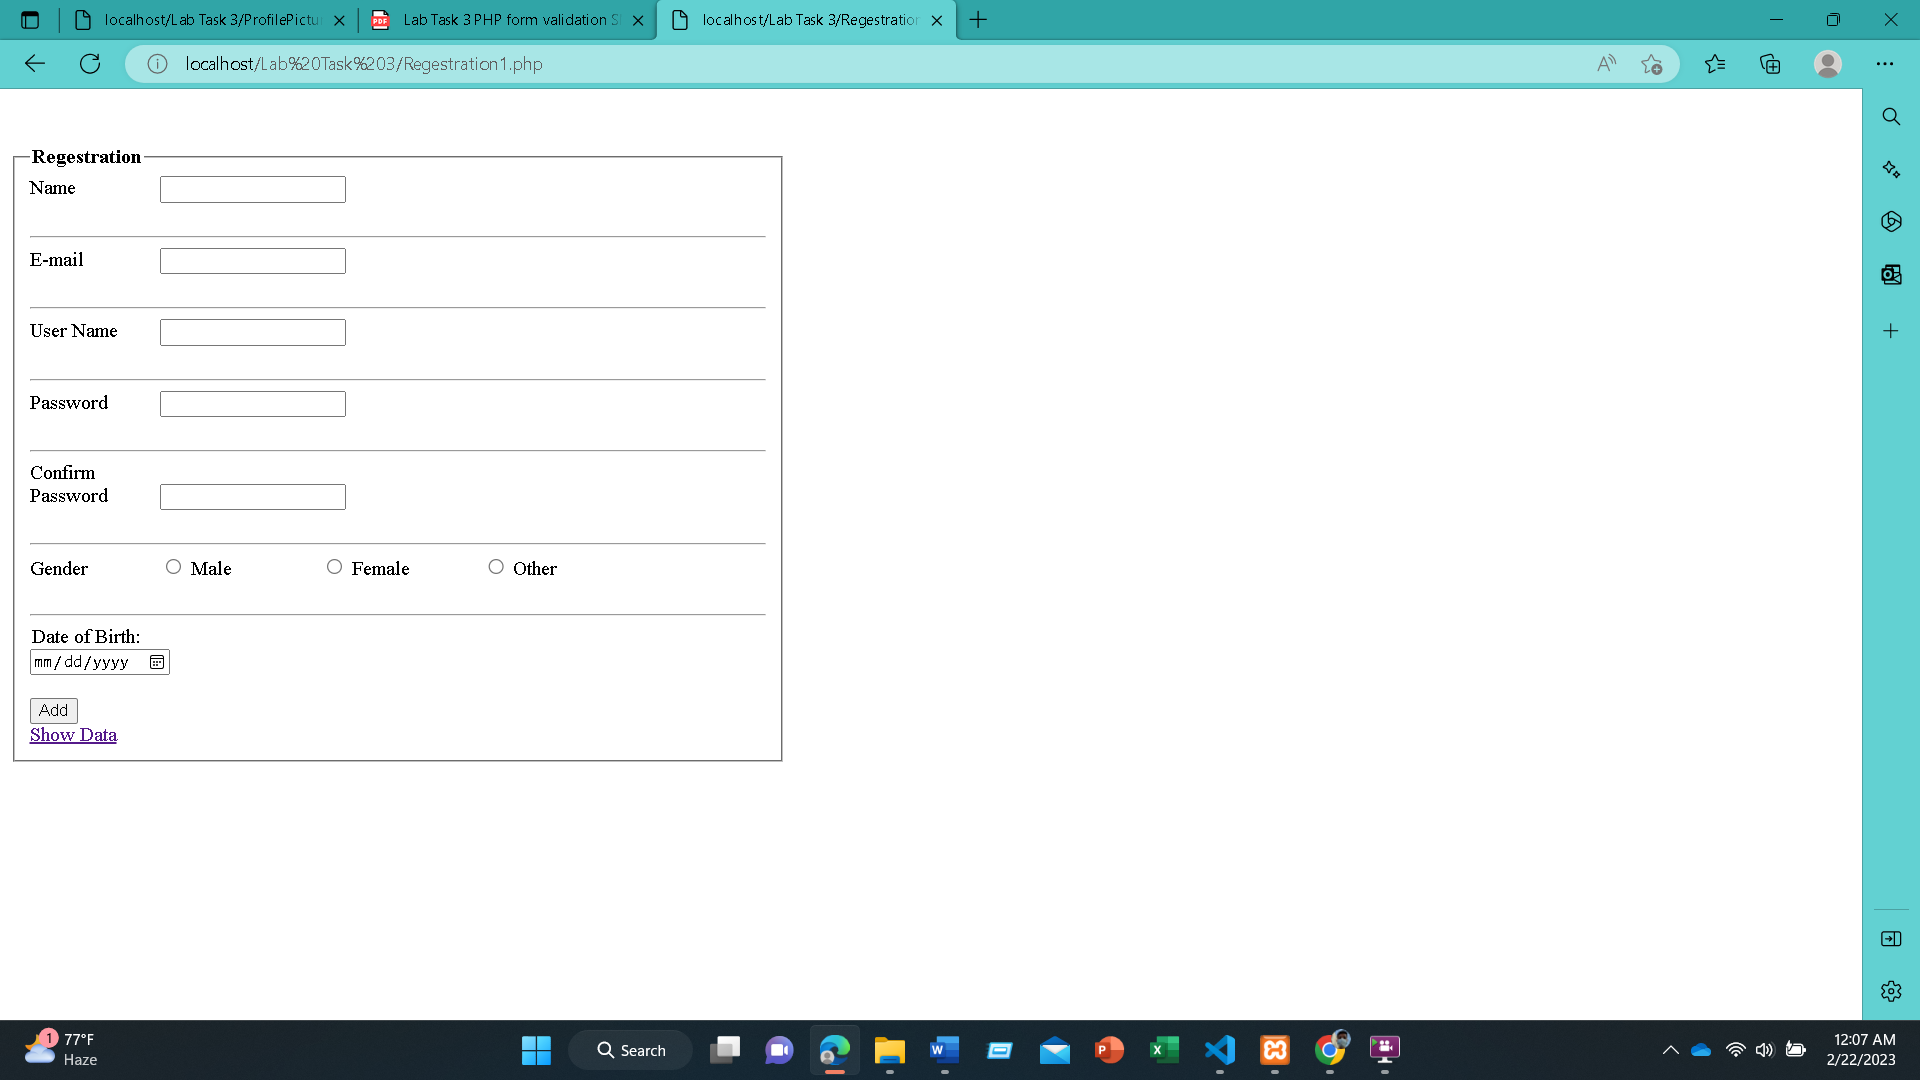 localhost/Lab Task 3/ProfilePictu
Lab Task 3 PHP form validation S
localhost/Lab Task 3/Regestration
localhost/Lab%20Task%203/Regestration1.php
Regestration
Name
E-mail
User Name
Password
Confirm
Password
Gender Male Female Other
Date of Birth:
mm/dd/yyyy
Add
Show Data
1 77°F
Haze
Search
12:07 AM
2/22/2023